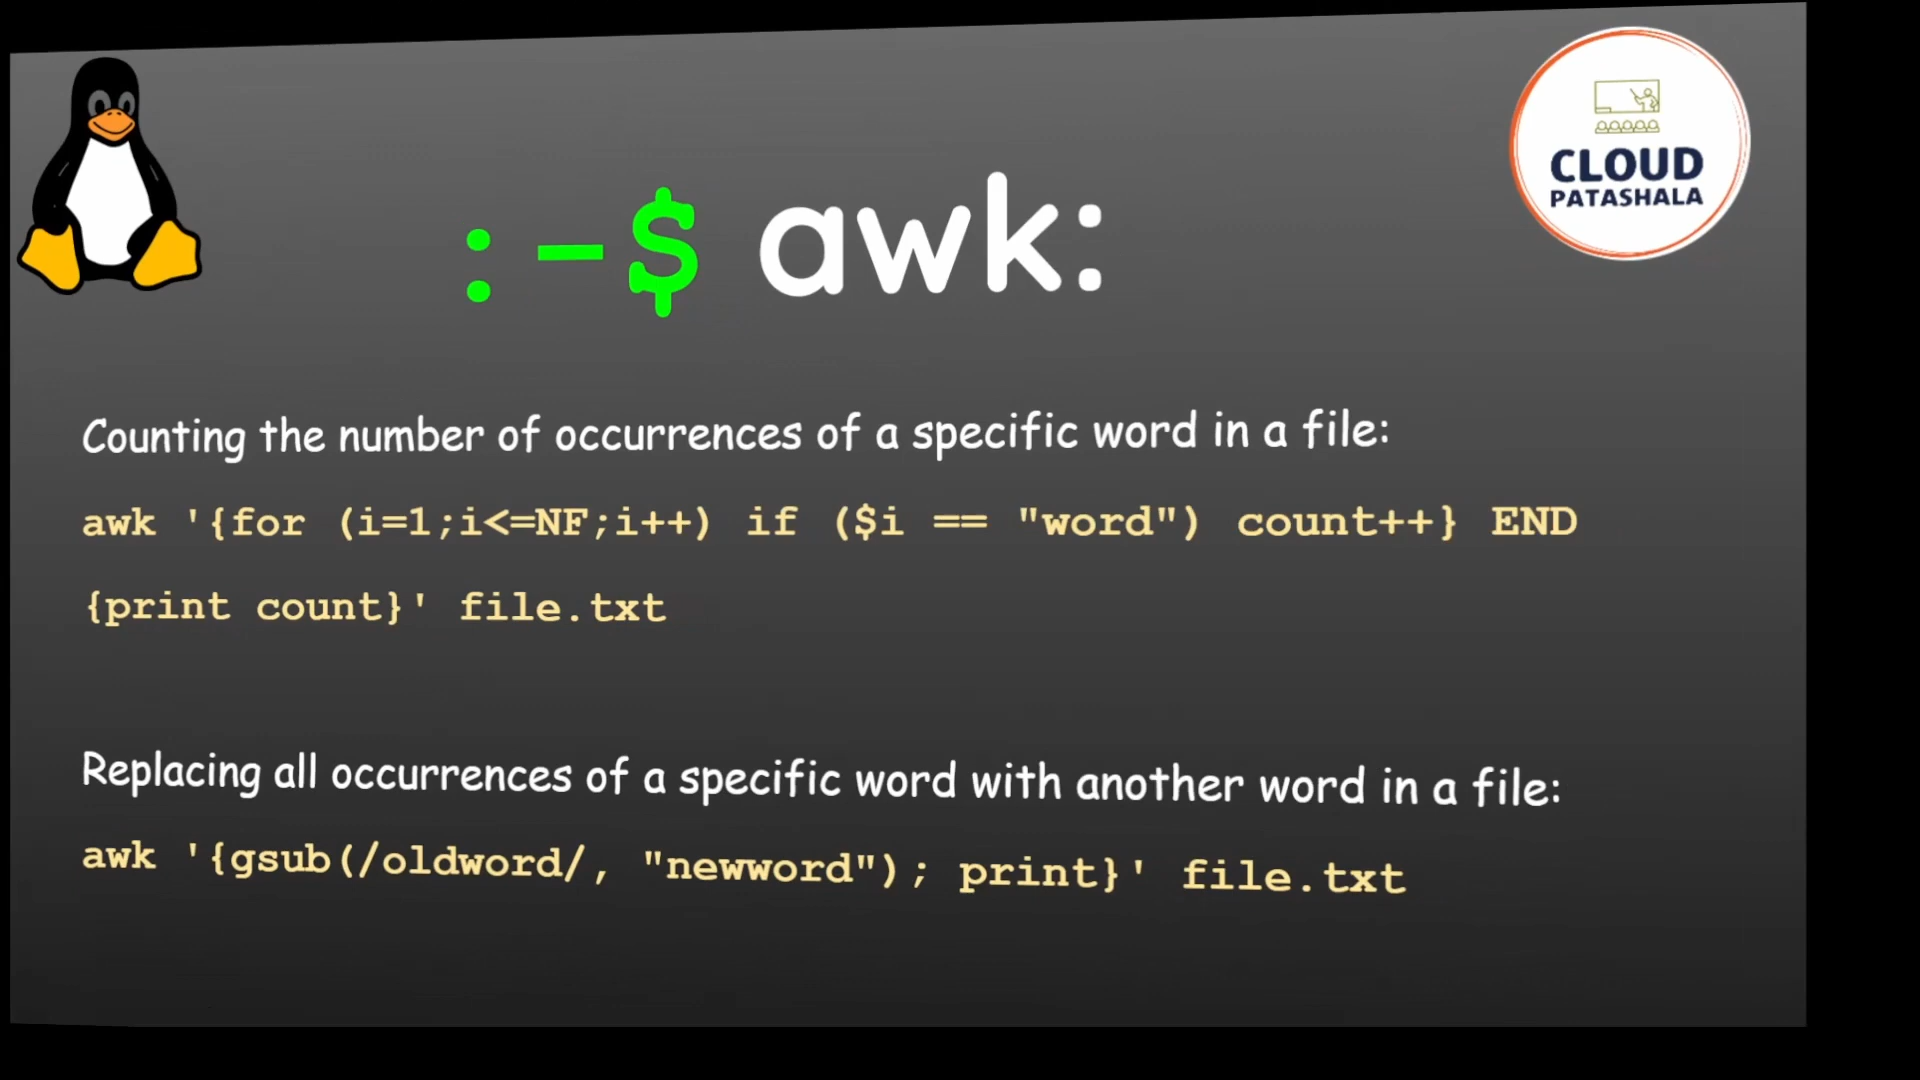 CLOUD
PATASHALA
:-$ awk:
Counting the number of occurrences of a specific word in a file:
awk '{for (i=1;i<=NF;i++) if ($i == "word") count++} END
{print count}' file.txt
Replacing all occurrences of a specific word with another word in a file:
awk '{gsub(/oldword/, "newword"); print}' file.txt